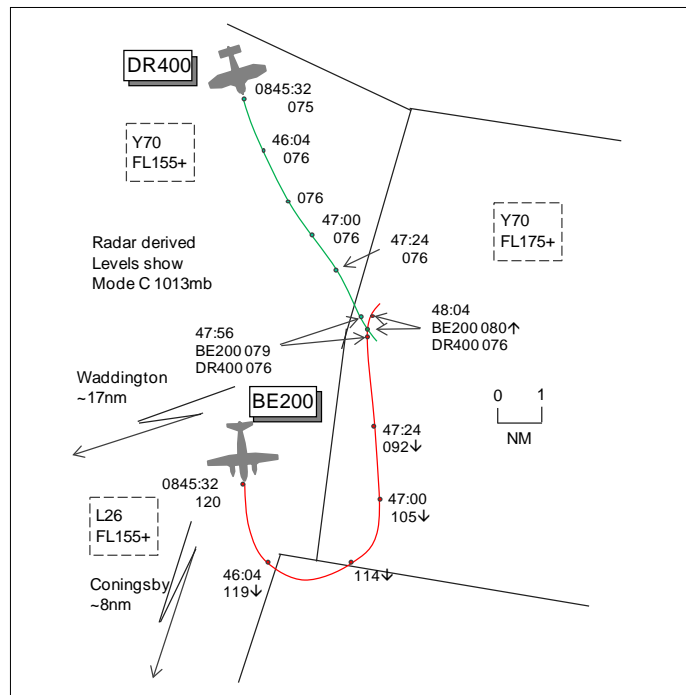 DR400
0845:32
075
Y70
FL155+
46:04
076
076
47:00
076
Y70
FL175+
Radar derived
Levels show
Mode C 1013mb
47:24
076
48:04
BE200 080↑
DR400 076
47:56
BE200 079
DR400 076
Waddington
~17nm
BE200
0 1
NM
47:24
092↓
0845:32
120
47:00
105↓
L26
FL155+
46:04
119↓
114↓
Coningsby
~8nm